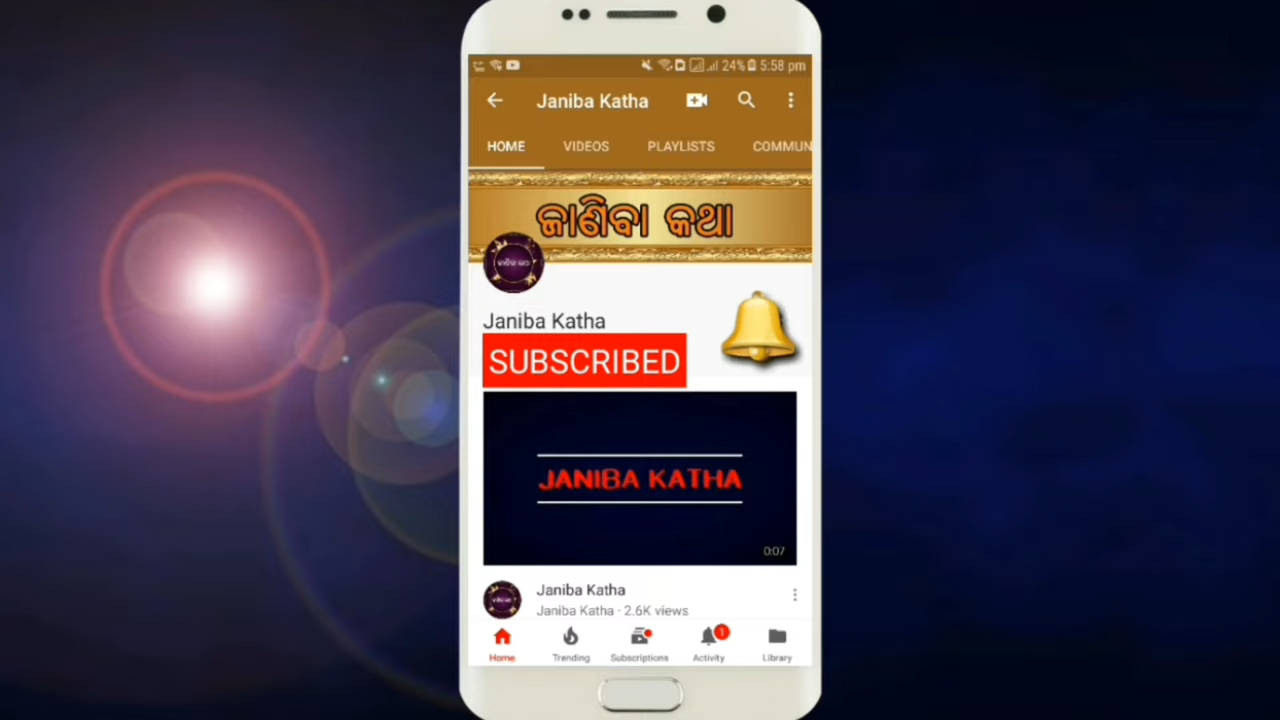 24% 5:58 pm
Janiba Katha
HOME VIDEOS PLAYLISTS COMMUN
ଜାଣିବା କଥା
Janiba Katha
SUBSCRIBED
JANIBA KATHA
0:07
Janiba Katha
Janiba Katha · 2.6K views
1
Home Trending Subscriptions Activity Library